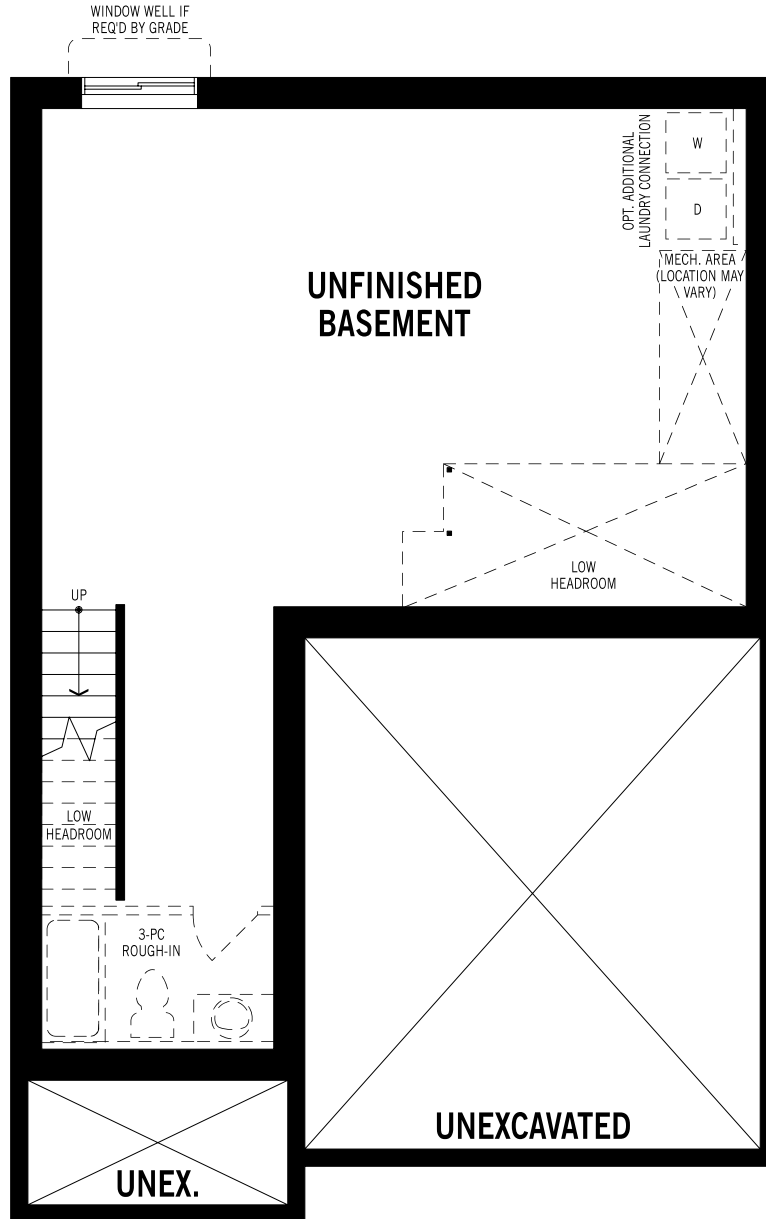 WINDOW WELL IF
REQ'D BY GRADE
OPT. ADDITIONAL
LAUNDRY CONNECTION
W
D
MECH. AREA
(LOCATION MAY
VARY)
UNFINISHED
BASEMENT
LOW
HEADROOM
UP
LOW
HEADROOM
3-PC
ROUGH-IN
UNEXCAVATED
UNEX.